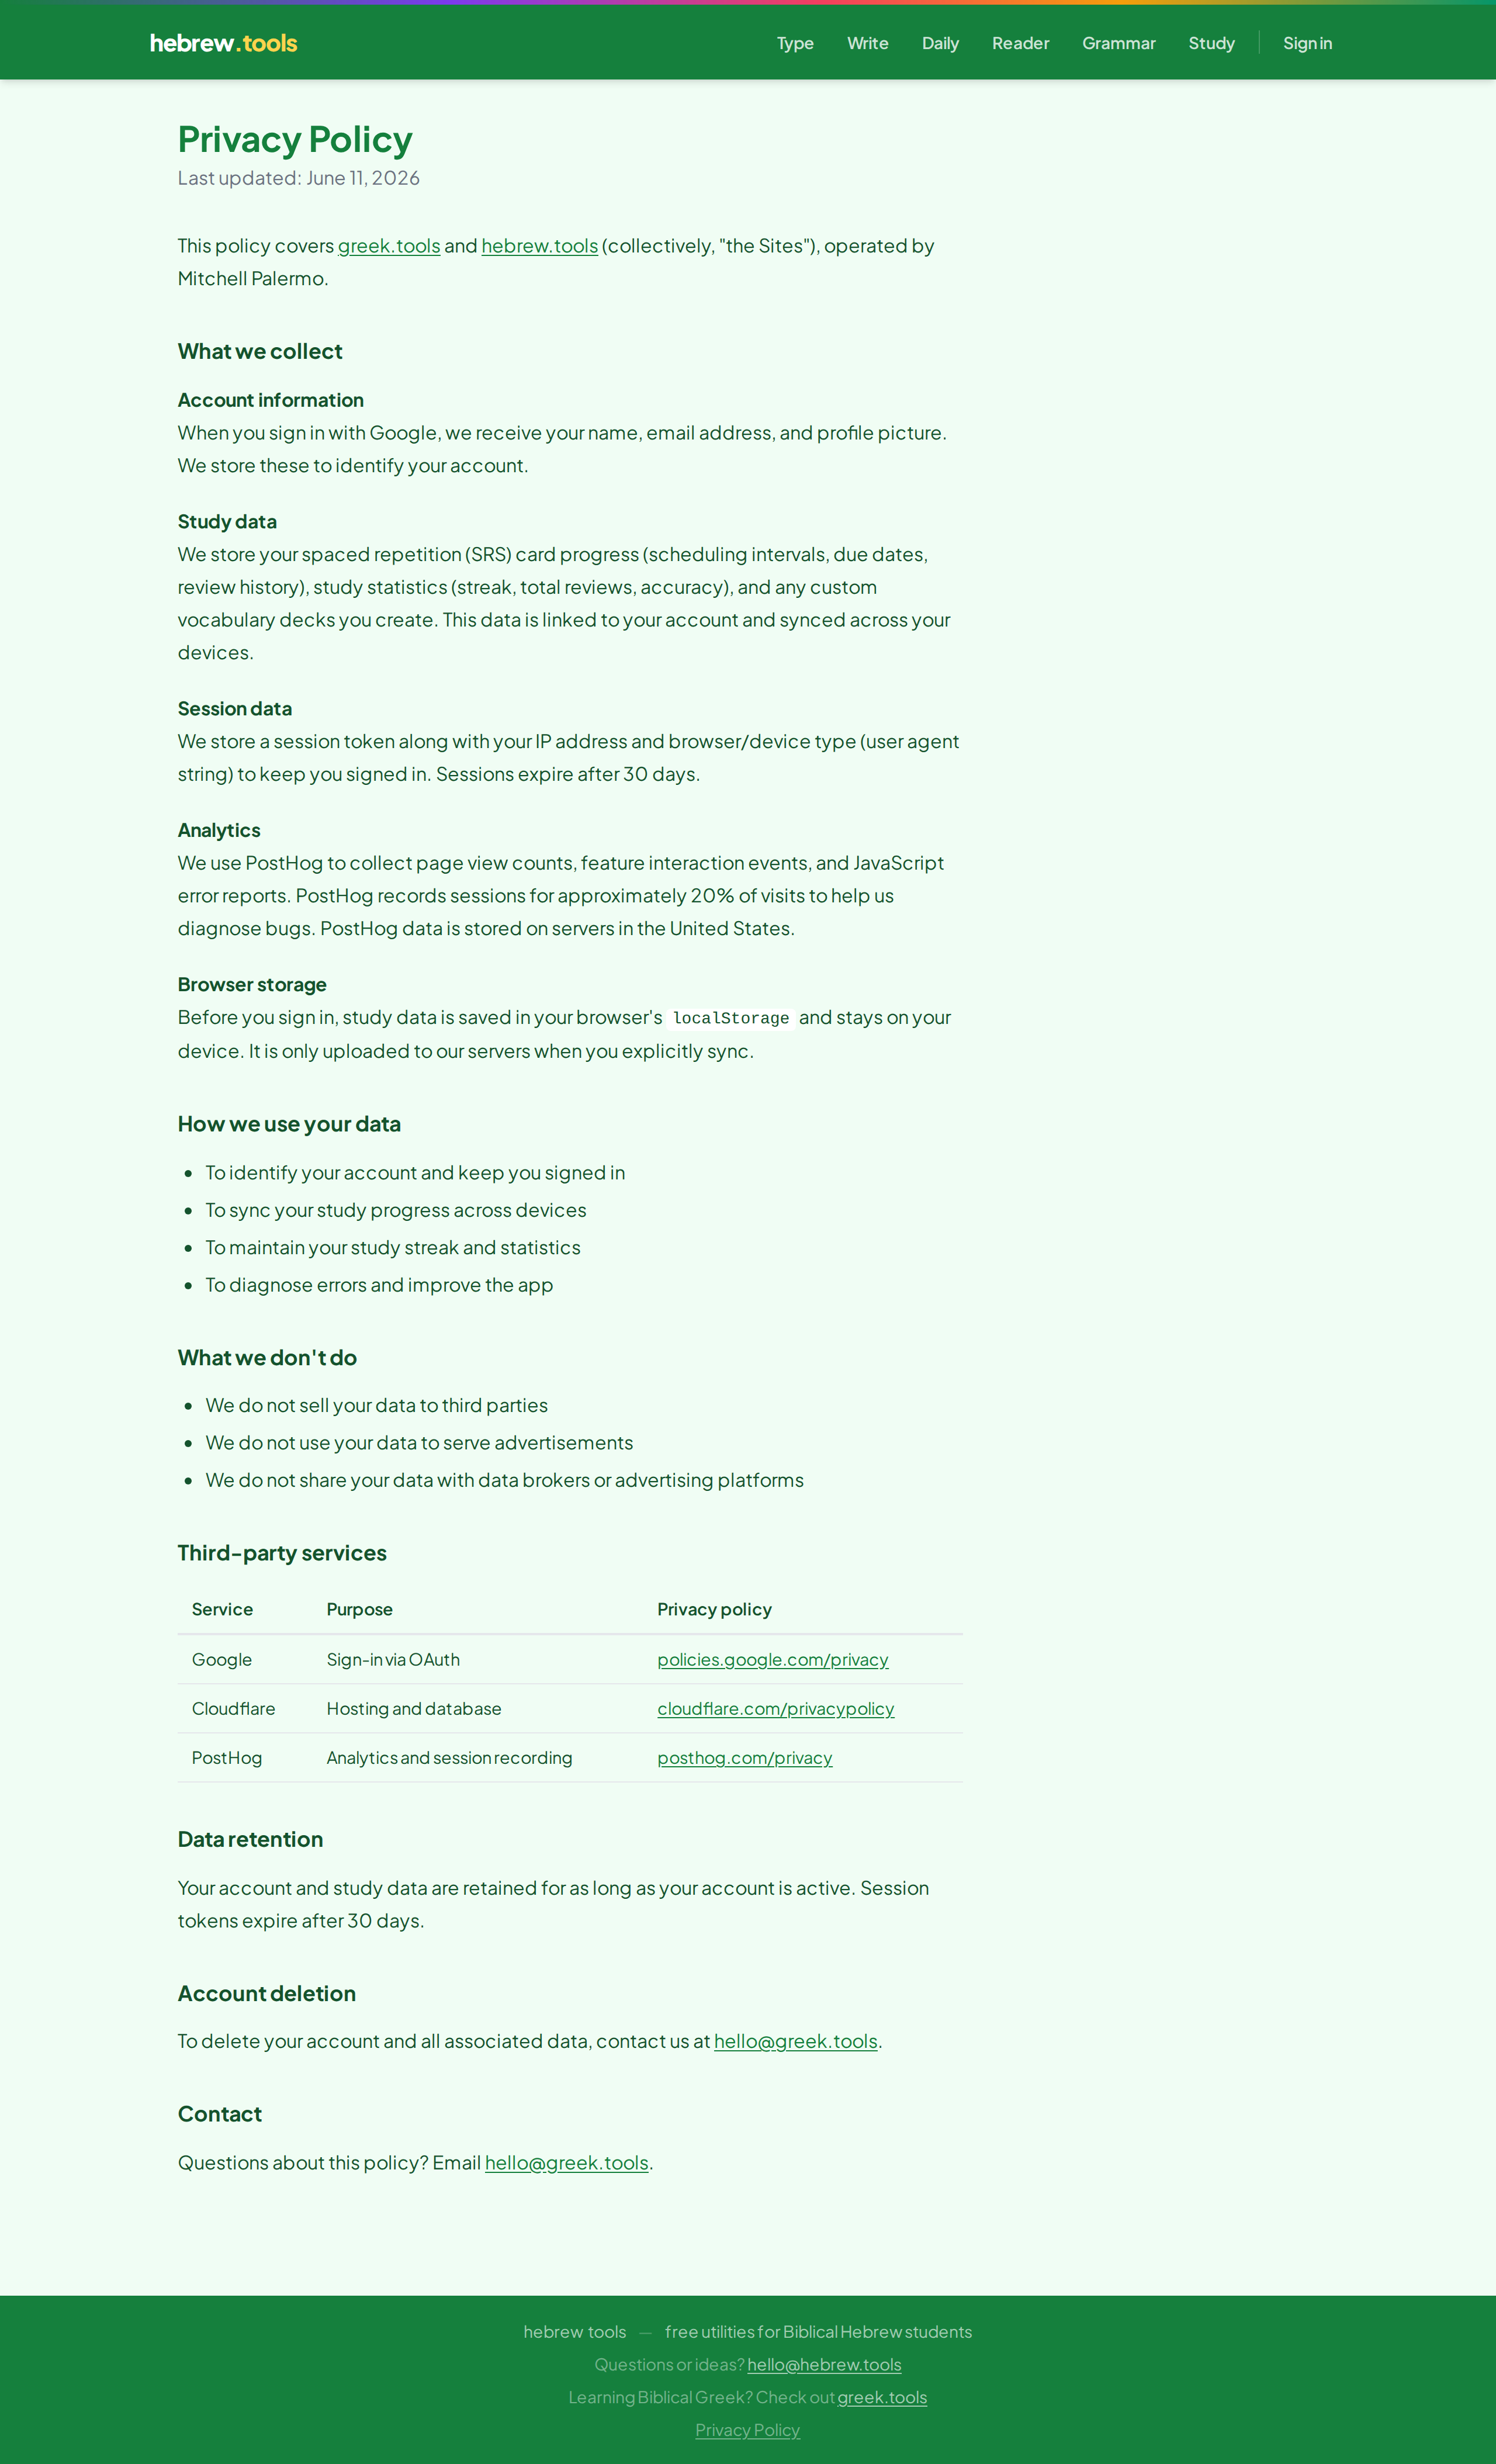 hebrew.tools
Type Write Daily Reader Grammar Study Sign in
Privacy Policy
Last updated: June 11, 2026
This policy covers greek.tools and hebrew.tools (collectively, "the Sites"), operated by
Mitchell Palermo.
What we collect
Account information
When you sign in with Google, we receive your name, email address, and profile picture.
We store these to identify your account.
Study data
We store your spaced repetition (SRS) card progress (scheduling intervals, due dates,
review history), study statistics (streak, total reviews, accuracy), and any custom
vocabulary decks you create. This data is linked to your account and synced across your
devices.
Session data
We store a session token along with your IP address and browser/device type (user agent
string) to keep you signed in. Sessions expire after 30 days.
Analytics
We use PostHog to collect page view counts, feature interaction events, and JavaScript
error reports. PostHog records sessions for approximately 20% of visits to help us
diagnose bugs. PostHog data is stored on servers in the United States.
Browser storage
Before you sign in, study data is saved in your browser's localStorage and stays on your
device. It is only uploaded to our servers when you explicitly sync.
How we use your data
• To identify your account and keep you signed in
• To sync your study progress across devices
• To maintain your study streak and statistics
• To diagnose errors and improve the app
What we don't do
• We do not sell your data to third parties
• We do not use your data to serve advertisements
• We do not share your data with data brokers or advertising platforms
Third-party services
Service Purpose Privacy policy
Google Sign-in via OAuth policies.google.com/privacy
Cloudflare Hosting and database cloudflare.com/privacypolicy
PostHog Analytics and session recording posthog.com/privacy
Data retention
Your account and study data are retained for as long as your account is active. Session
tokens expire after 30 days.
Account deletion
To delete your account and all associated data, contact us at hello@greek.tools.
Contact
Questions about this policy? Email hello@greek.tools.
hebrew tools — free utilities for Biblical Hebrew students
Questions or ideas? hello@hebrew.tools
Learning Biblical Greek? Check out greek.tools
Privacy Policy